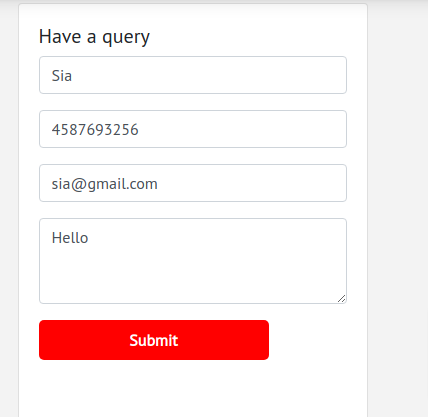 Have a query
Sia
4587693256
sia@gmail.com
Hello
Submit